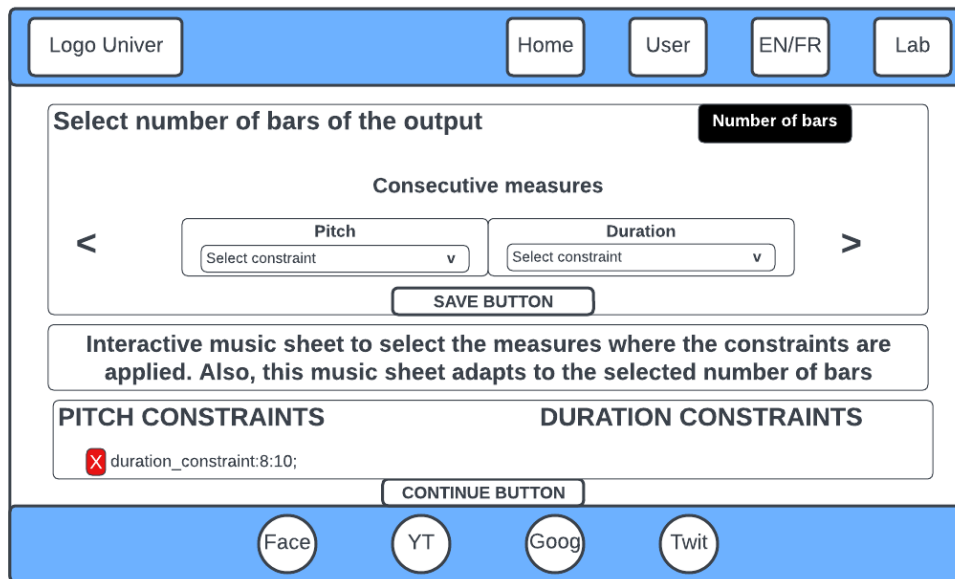 Logo Univer
Home
User
EN/FR
Lab
Select number of bars of the output
Number of bars
Consecutive measures
<
Pitch
Select constraint
v
Duration
Select constraint
v
>
SAVE BUTTON
Interactive music sheet to select the measures where the constraints are
applied. Also, this music sheet adapts to the selected number of bars
PITCH CONSTRAINTS
DURATION CONSTRAINTS
X duration_constraint:8:10;
CONTINUE BUTTON
Face
YT
Goog
Twit